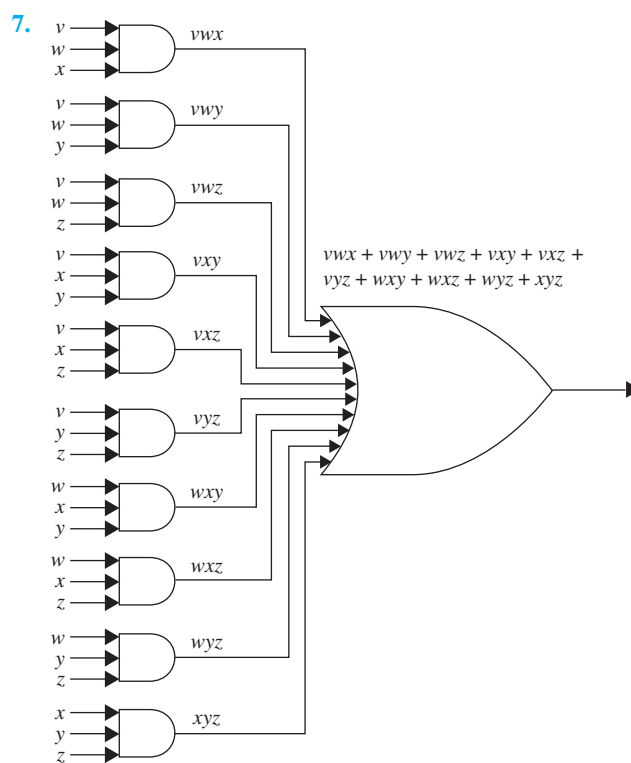 7.
v
w
x
vwx
v
w
y
vwy
v
w
z
vwz
v
x
y
vxy
vwx + vwy + vwz + vxy + vxz +
vyz + wxy + wxz + wyz + xyz
v
x
z
vxz
v
y
z
vyz
w
x
y
wxy
w
x
z
wxz
w
y
z
wyz
x
y
z
xyz